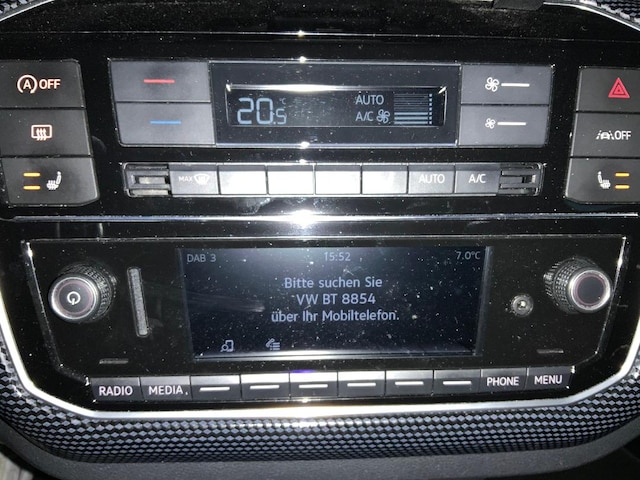 A OFF
20.5 °C
AUTO
A/C
OFF
MAX
AUTO
A/C
DAB 3
15:52
7.0°C
Bitte suchen Sie
VW BT 8854
über Ihr Mobiltelefon.
RADIO
MEDIA
PHONE
MENU